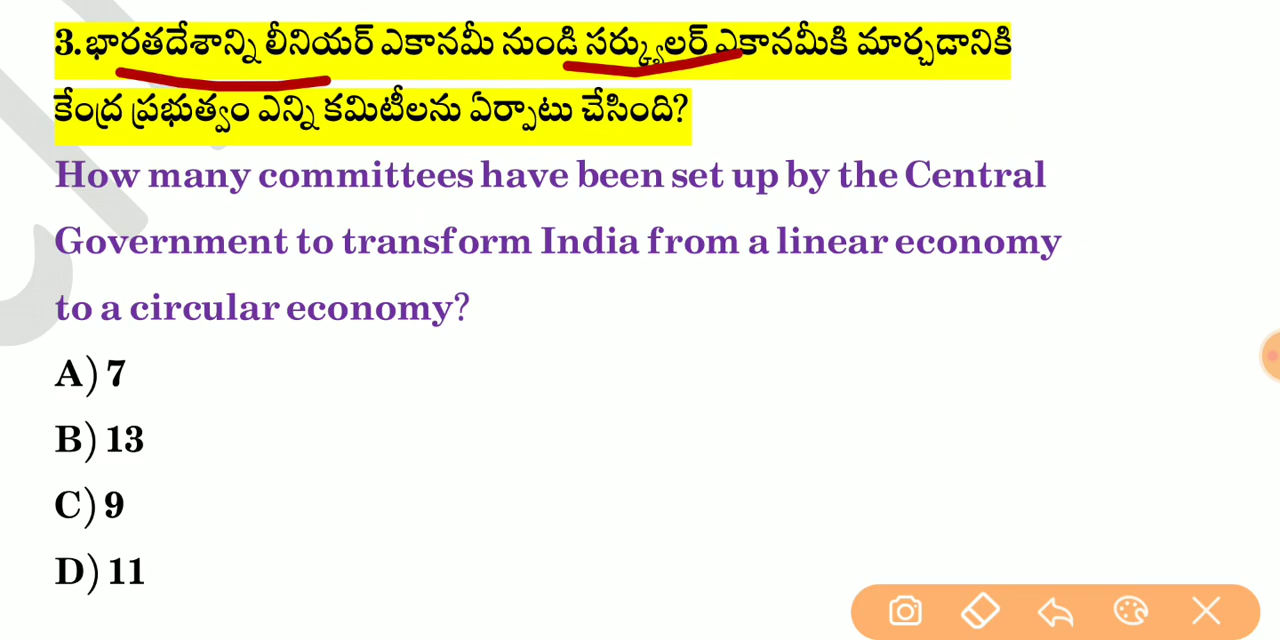 3.భారతదేశాన్ని లీనియర్ ఎకానమీ నుండి సర్క్యులర్ ఎకానమీకి మార్చడానికి
కేంద్ర ప్రభుత్వం ఎన్ని కమిటీలను ఏర్పాటు చేసింది?
How many committees have been set up by the Central
Government to transform India from a linear economy
to a circular economy?
A) 7
B) 13
C) 9
D) 11